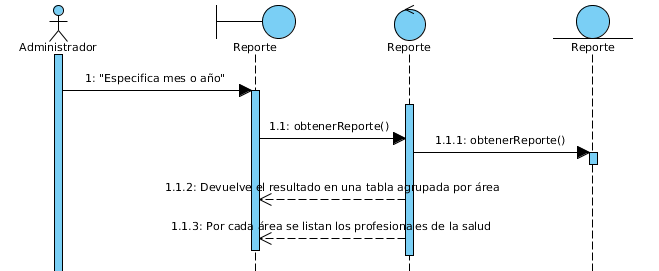 Administrador
Reporte
Reporte
Reporte
1: "Especifica mes o año"
1.1: obtenerReporte()
1.1.1: obtenerReporte()
1.1.2: Devuelve el resultado en una tabla agrupada por área
1.1.3: Por cada área se listan los profesionales de la salud